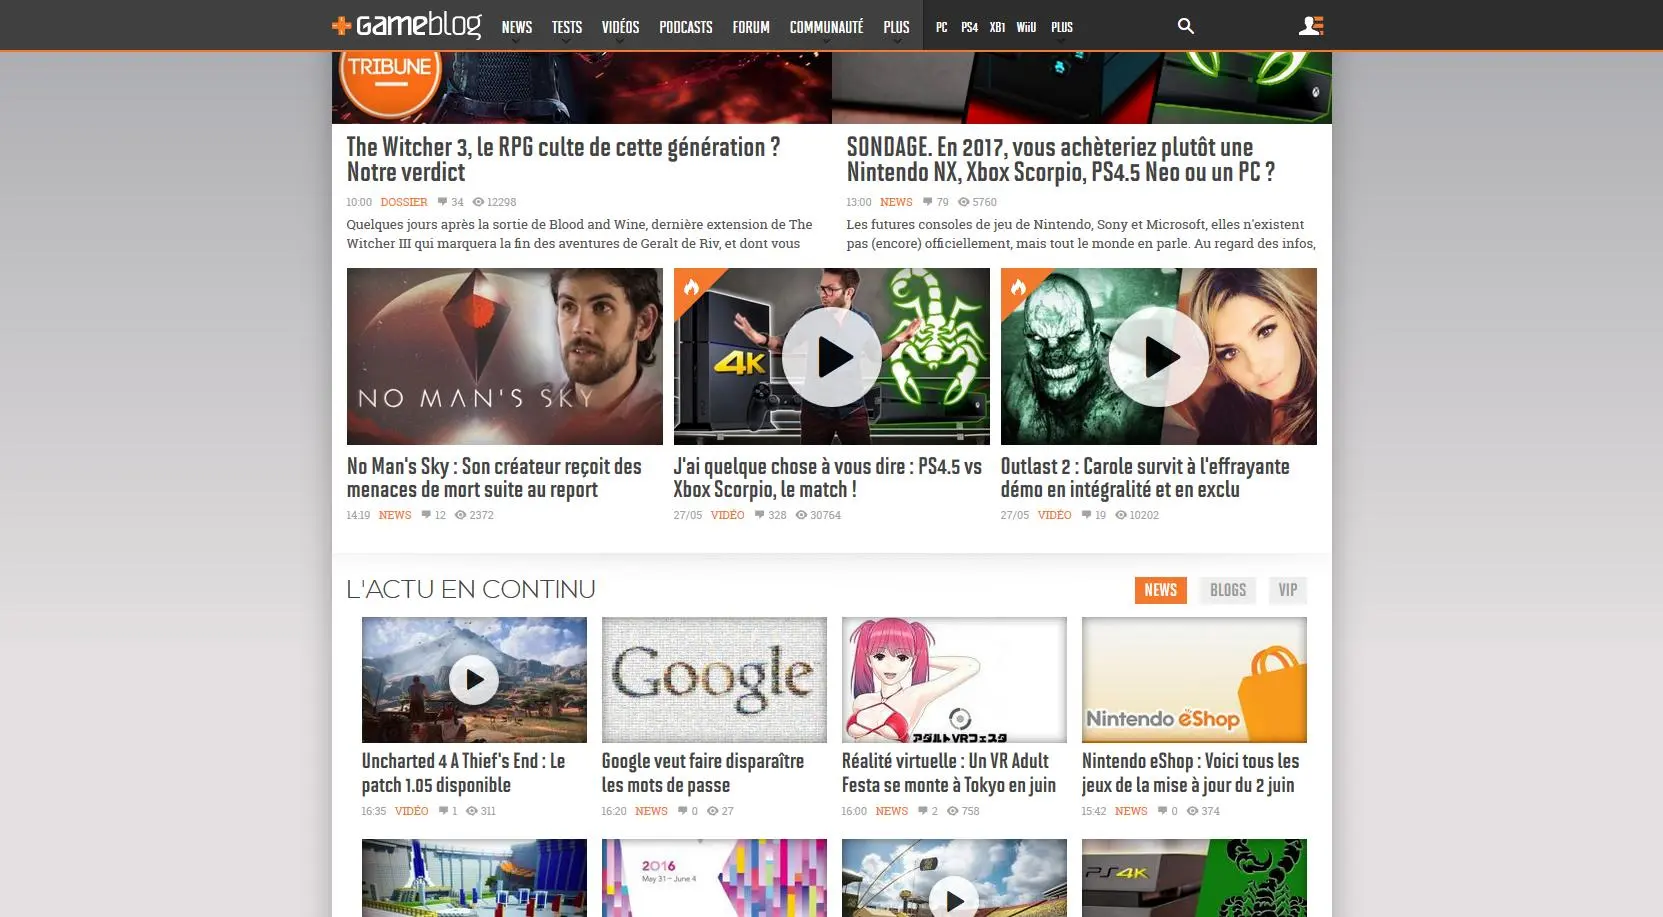 gameblog NEWS TESTS VIDÉOS PODCASTS FORUM COMMUNAUTÉ PLUS PC PS4 XB1 WiiU PLUS
TRIBUNE
The Witcher 3, le RPG culte de cette génération ?
Notre verdict
10:00 DOSSIER 34 12298
Quelques jours après la sortie de Blood and Wine, dernière extension de The
Witcher III qui marquera la fin des aventures de Geralt de Riv, et dont vous
SONDAGE. En 2017, vous achèteriez plutôt une
Nintendo NX, Xbox Scorpio, PS4.5 Neo ou un PC ?
13:00 NEWS 79 5760
Les futures consoles de jeu de Nintendo, Sony et Microsoft, elles n'existent
pas (encore) officiellement, mais tout le monde en parle. Au regard des infos,
NO MAN'S SKY
No Man's Sky : Son créateur reçoit des
menaces de mort suite au report
14:19 NEWS 12 2372
4K
J'ai quelque chose à vous dire : PS4.5 vs
Xbox Scorpio, le match !
27/05 VIDÉO 328 30764
Outlast 2 : Carole survit à l'effrayante
démo en intégralité et en exclu
27/05 VIDÉO 19 10202
L'ACTU EN CONTINU
NEWS BLOGS VIP
Uncharted 4 A Thief's End : Le
patch 1.05 disponible
16:35 VIDÉO 1 311
Google
Google veut faire disparaître
les mots de passe
16:20 NEWS 0 27
アダルトVRフェスタ
Réalité virtuelle : Un VR Adult
Festa se monte à Tokyo en juin
16:00 NEWS 2 758
Nintendo eShop
Nintendo eShop : Voici tous les
jeux de la mise à jour du 2 juin
15:42 NEWS 0 374
2016
May 31 – June 4
PS4K